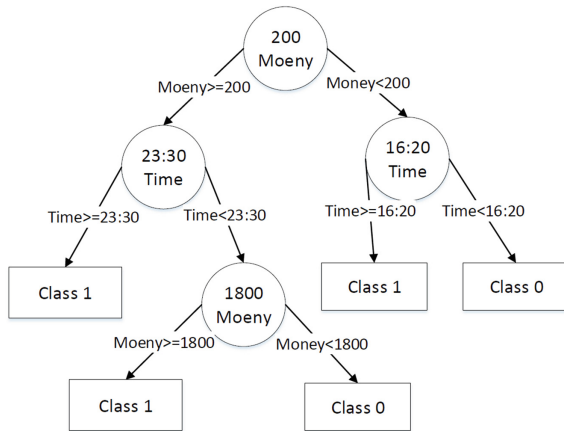 200
Moeny
Moeny>=200
Money<200
23:30
Time
16:20
Time
Time>=23:30
Time<23:30
Time>=16:20
Time<16:20
Class 1
1800
Moeny
Class 1
Class 0
Moeny>=1800
Money<1800
Class 1
Class 0